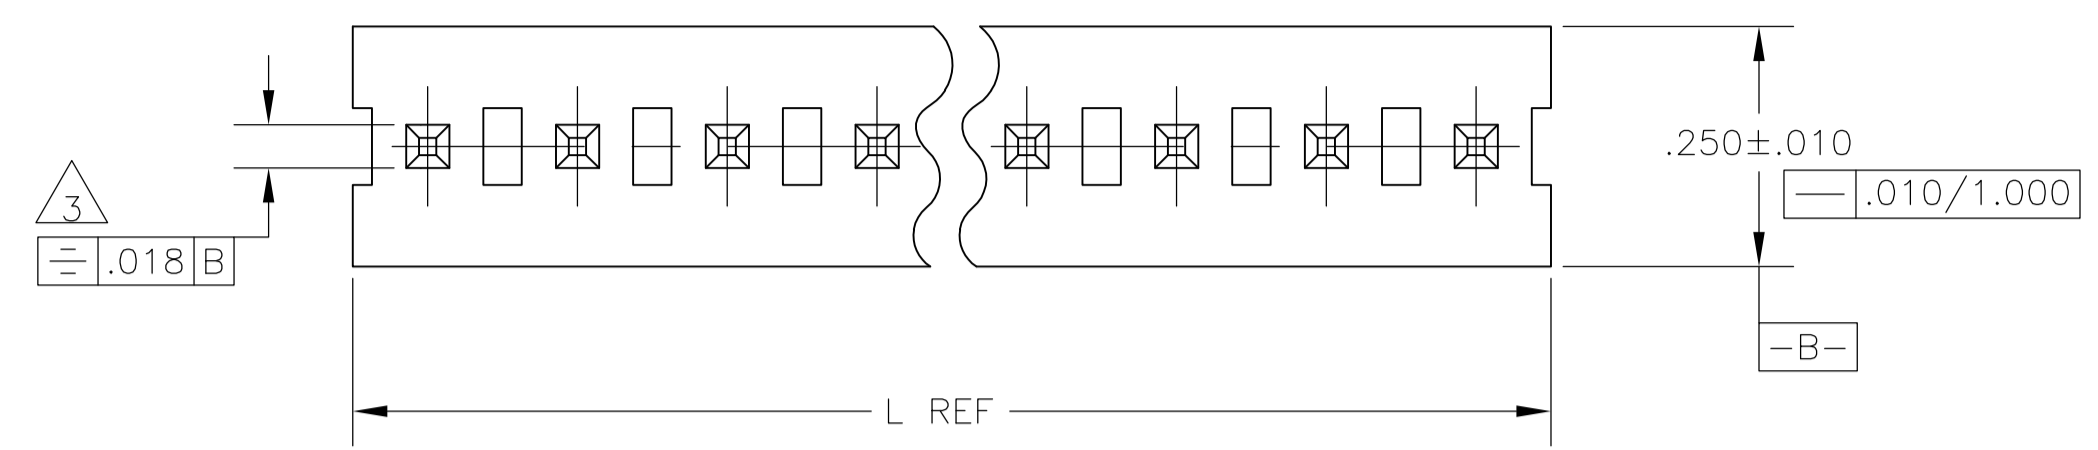 3
⌯ .018 B
.250±.010
— .010/1.000
-B-
L REF